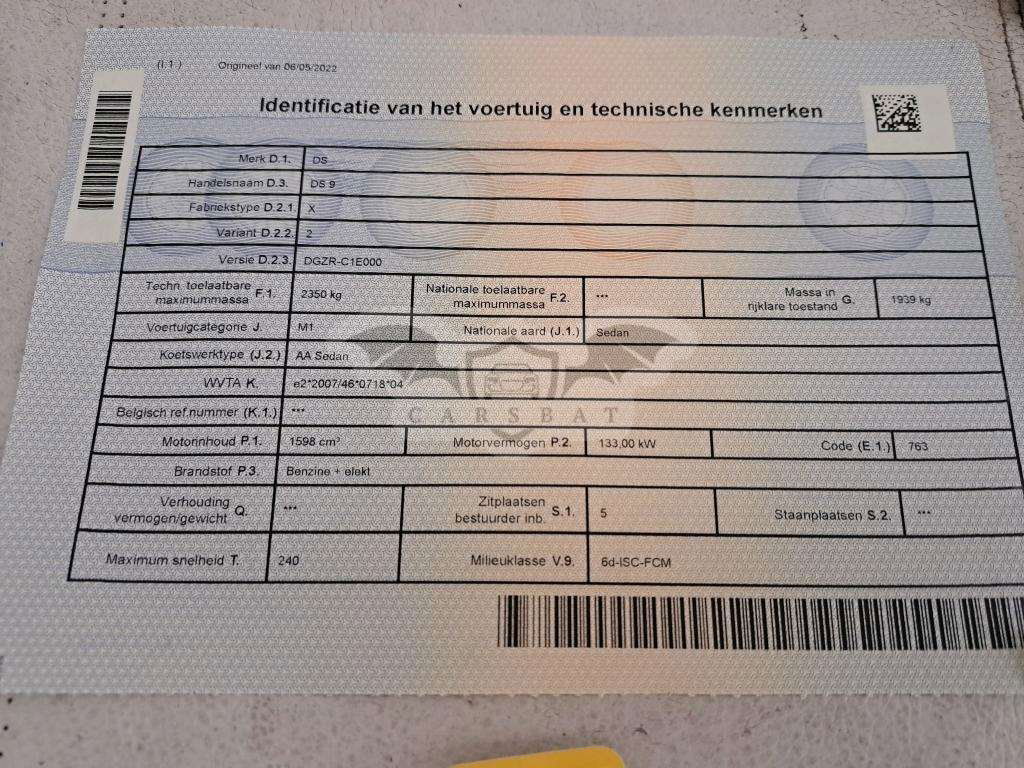 (I.1.) Origineel van 06/05/2022
Identificatie van het voertuig en technische kenmerken
Merk D.1. DS
Handelsnaam D.3. DS 9
Fabriekstype D.2.1 X
Variant D.2.2. 2
Versie D.2.3. DGZR-C1E000
Techn. toelaatbare maximummassa F.1. 2350 kg Nationale toelaatbare maximummassa F.2. *** Massa in rijklare toestand G. 1939 kg
Voertuigcategorie J. M1 Nationale aard (J.1.) Sedan
Koetswerktype (J.2.) AA Sedan
WVTA K. e2*2007/46*0718*04
CARSBAT
Belgisch ref.nummer (K.1.) ***
Motorinhoud P.1. 1598 cm³ Motorvermogen P.2. 133,00 kW Code (E.1.) 763
Brandstof P.3. Benzine + elekt
Verhouding vermogen/gewicht Q. *** Zitplaatsen bestuurder inb. S.1. 5 Staanplaatsen S.2. ***
Maximum snelheid T. 240 Milieuklasse V.9. 6d-ISC-FCM